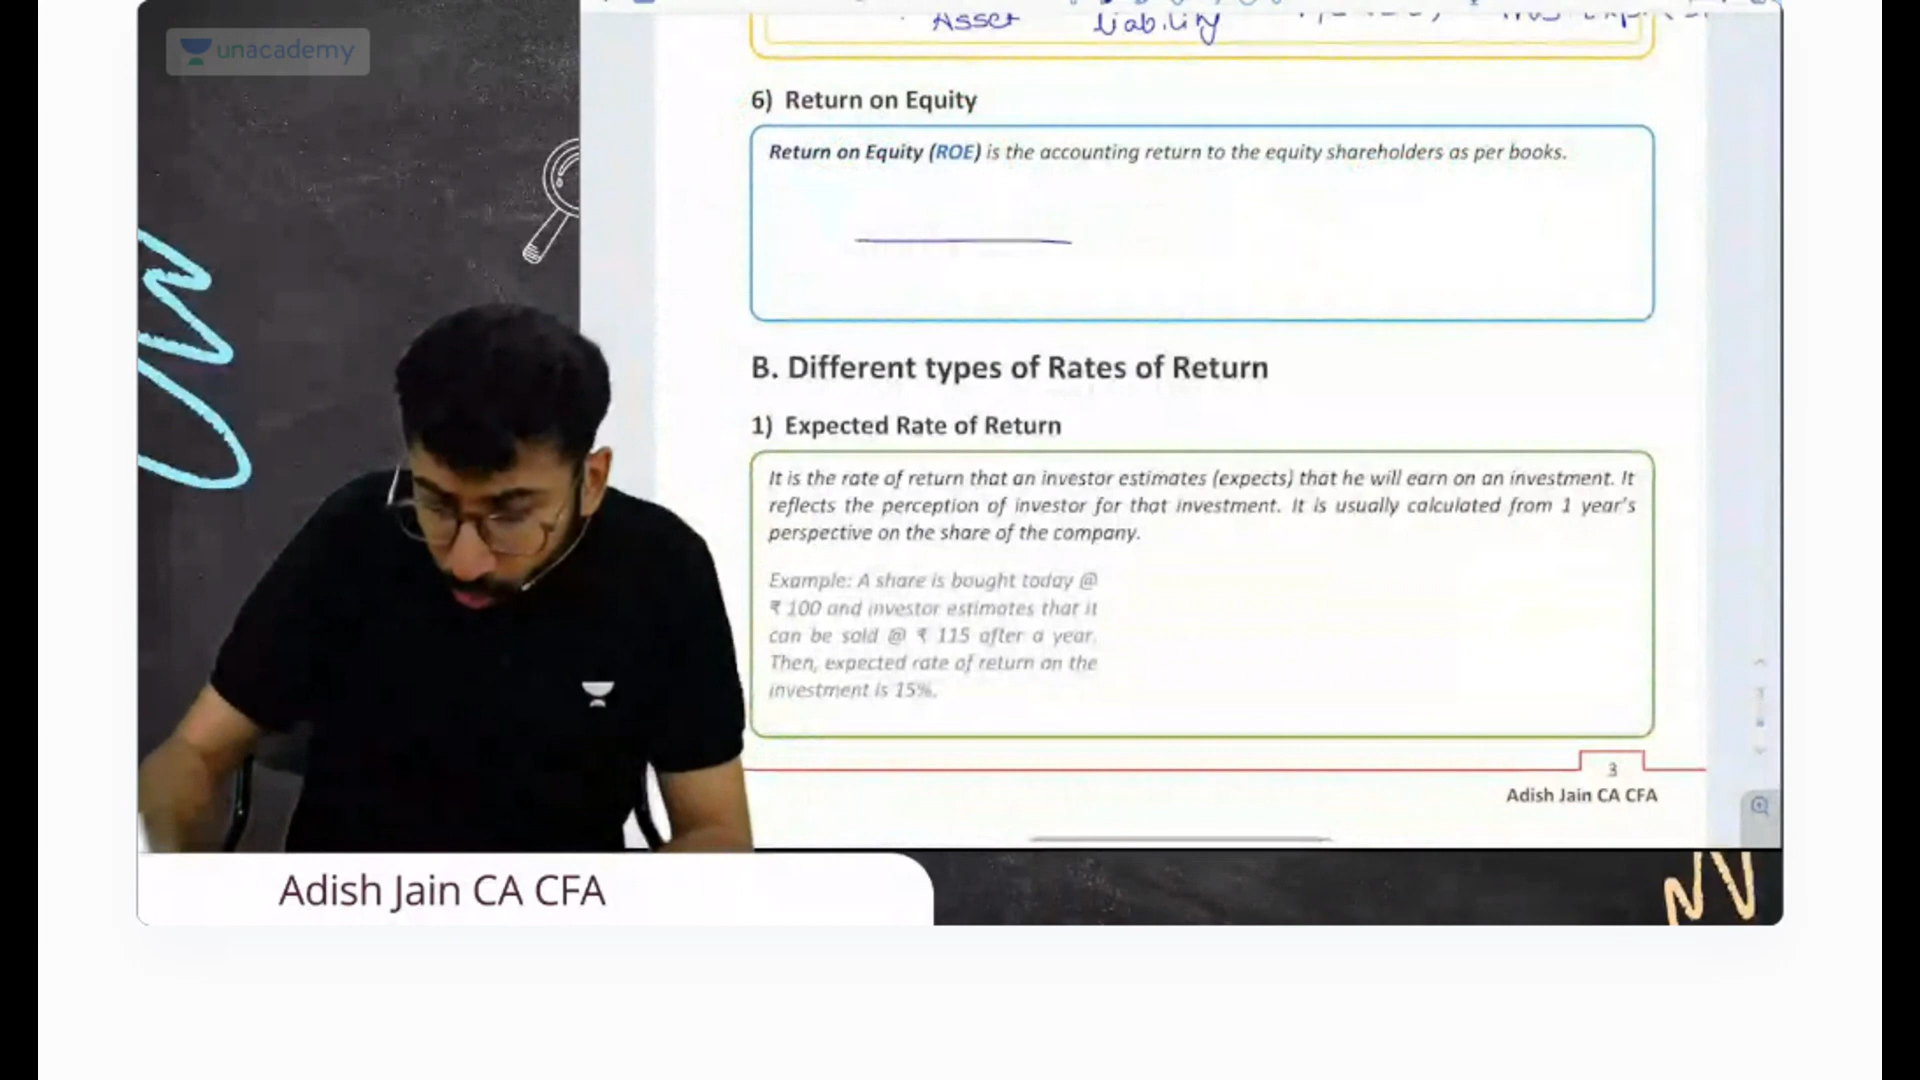 unacademy
Asset Liability
6) Return on Equity
Return on Equity (ROE) is the accounting return to the equity shareholders as per books.
B. Different types of Rates of Return
1) Expected Rate of Return
It is the rate of return that an investor estimates (expects) that he will earn on an investment. It
reflects the perception of investor for that investment. It is usually calculated from 1 year's
perspective on the share of the company.
Example: A share is bought today @
₹ 100 and investor estimates that it
can be sold @ ₹ 115 after a year.
Then, expected rate of return on the
investment is 15%.
3
Adish Jain CA CFA
Adish Jain CA CFA